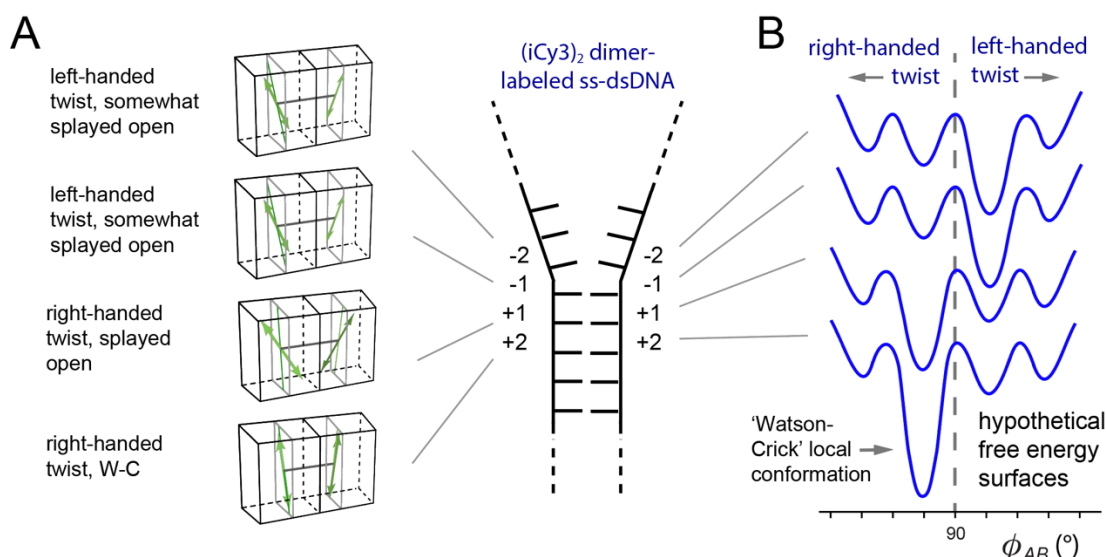 A
left-handed
twist, somewhat
splayed open
left-handed
twist, somewhat
splayed open
right-handed
twist, splayed
open
right-handed
twist, W-C
(iCy3)₂ dimer-
labeled ss-dsDNA
-2
-1
+1
+2
-2
-1
+1
+2
B
right-handed
twist
left-handed
twist
'Watson-
Crick' local
conformation
hypothetical
free energy
surfaces
90
ϕ_AB (°)